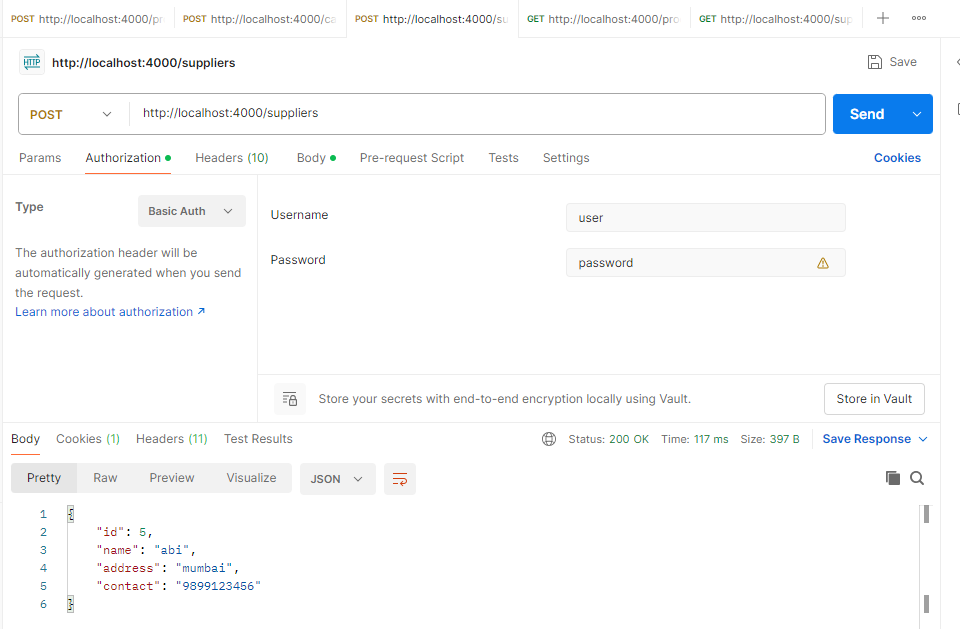 POST http://localhost:4000/pr POST http://localhost:4000/ca POST http://localhost:4000/su GET http://localhost:4000/pro GET http://localhost:4000/sup
HTTP http://localhost:4000/suppliers Save
POST http://localhost:4000/suppliers Send
Params Authorization Headers (10) Body Pre-request Script Tests Settings Cookies
Type Basic Auth
The authorization header will be
automatically generated when you send
the request.
Learn more about authorization ↗
Username user
Password password
Store your secrets with end-to-end encryption locally using Vault. Store in Vault
Body Cookies (1) Headers (11) Test Results Status: 200 OK Time: 117 ms Size: 397 B Save Response
Pretty Raw Preview Visualize JSON
1 {
2 "id": 5,
3 "name": "abi",
4 "address": "mumbai",
5 "contact": "9899123456"
6 }